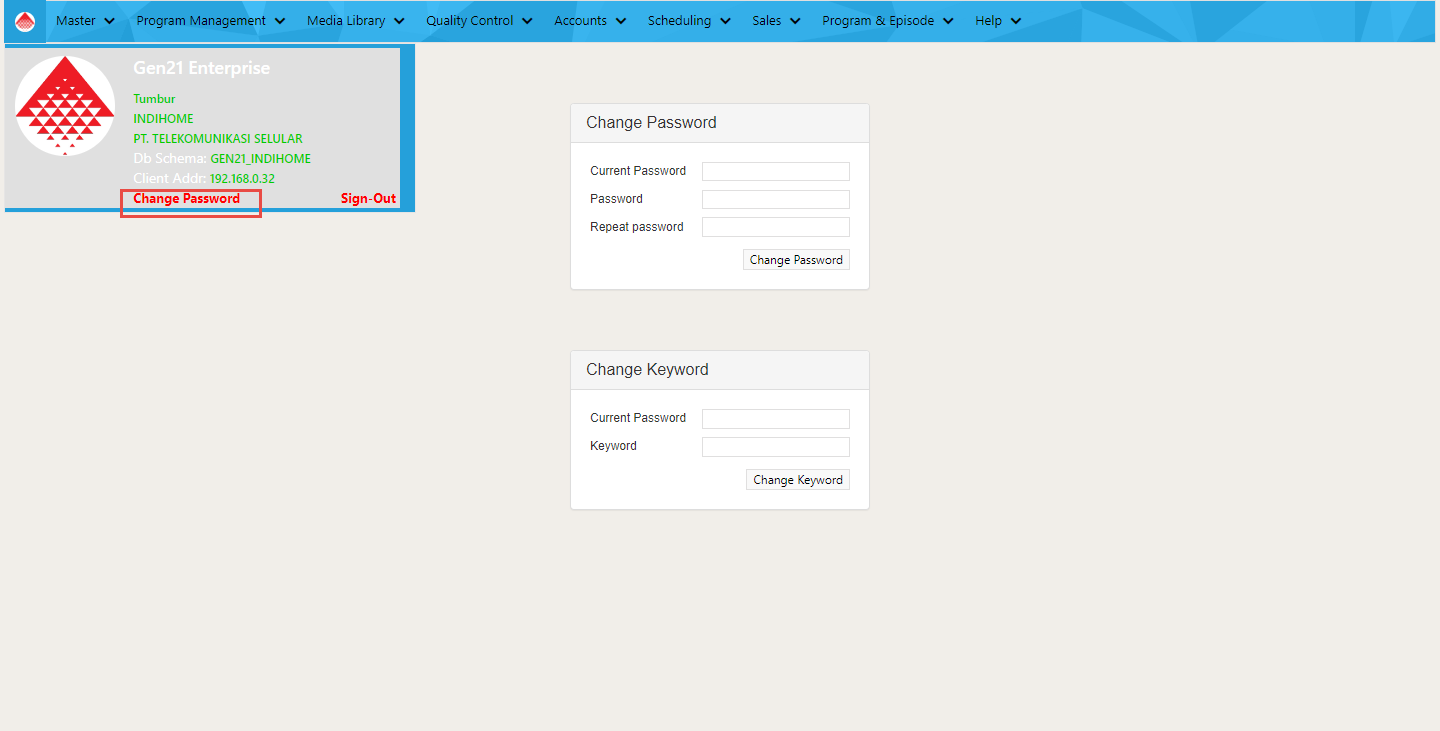 Master Program Management Media Library Quality Control Accounts Scheduling Sales Program & Episode Help
Gen21 Enterprise
Tumbur
INDIHOME
PT. TELEKOMUNIKASI SELULAR
Db Schema: GEN21_INDIHOME
Client Addr: 192.168.0.32
Change Password Sign-Out
Change Password
Current Password
Password
Repeat password
Change Password
Change Keyword
Current Password
Keyword
Change Keyword